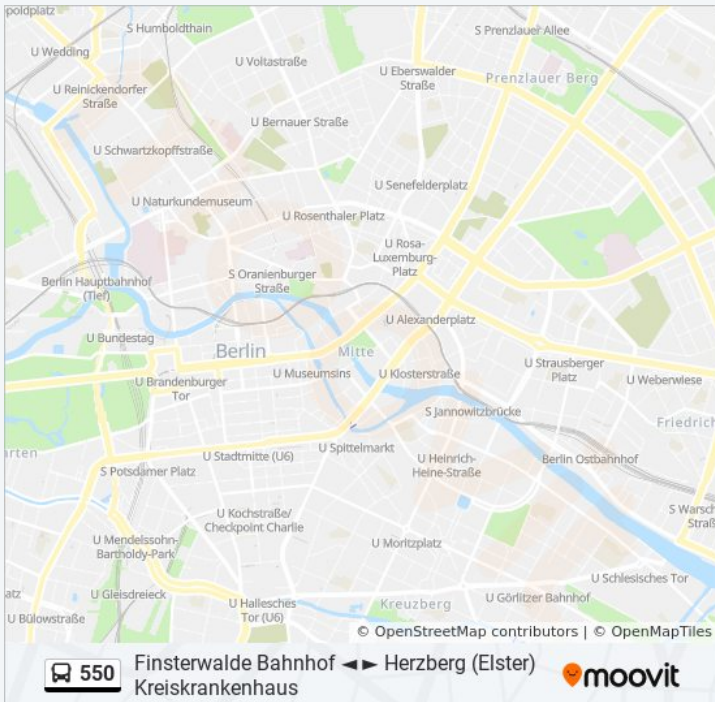 poldplatz
S Humboldthain
S Prenzlauer Allee
U Wedding
U Voltastraße
U Eberswalder
Straße
Prenzlauer Berg
U Reinickendorfer
Straße
U Bernauer Straße
U Schwartzkopffstraße
U Senefelderplatz
U Naturkundemuseum
U Rosenthaler Platz
U Rosa-
Luxemburg-
Platz
S Oranienburger
Straße
Berlin Hauptbahnhof
(Tief)
U Alexanderplatz
U Bundestag
Berlin
Mitte
U Strausberger
Platz
U Museumsins
U Klosterstraße
U Weberwiese
U Brandenburger
Tor
S Jannowitzbrücke
Friedrich
arten
U Stadtmitte (U6)
U Spittelmarkt
U Heinrich-
Heine-Straße
Berlin Ostbahnhof
S Potsdamer Platz
S Warsch
Straß
U Kochstraße/
Checkpoint Charlie
U Mendelssohn-
Bartholdy-Park
U Moritzplatz
U Schlesisches Tor
atz
U Gleisdreieck
U Hallesches
Tor (U6)
Kreuzberg
U Görlitzer Bahnhof
U Bülowstraße
© OpenStreetMap contributors | © OpenMapTiles
550
Finsterwalde Bahnhof ◄► Herzberg (Elster)
Kreiskrankenhaus
moovit